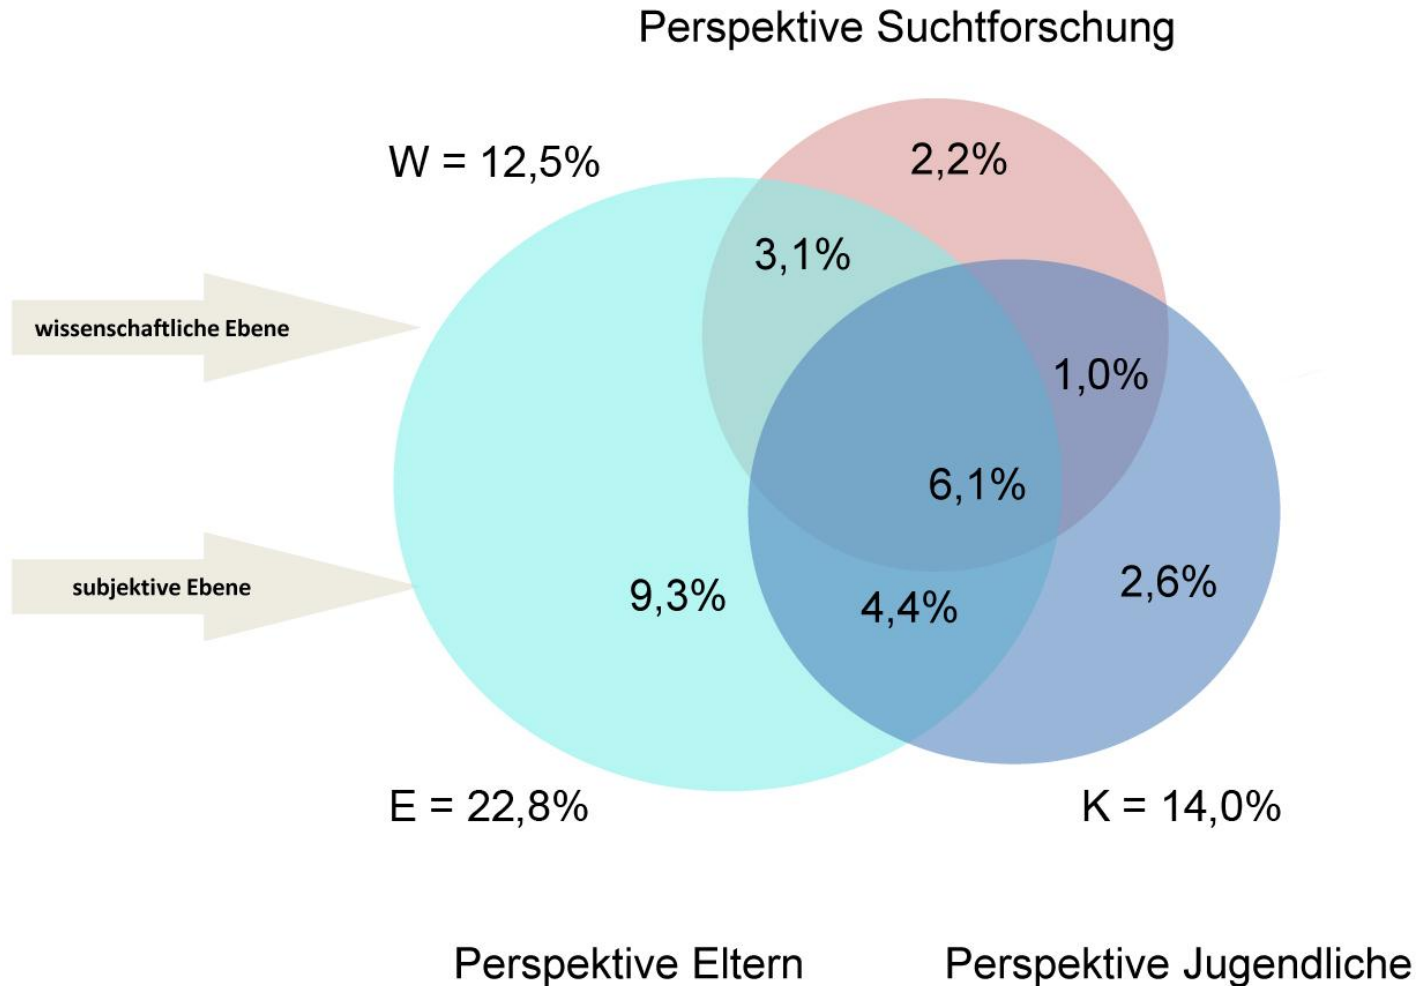 Perspektive Suchtforschung
W = 12,5%
2,2%
3,1%
wissenschaftliche Ebene
1,0%
6,1%
subjektive Ebene
9,3%
4,4%
2,6%
E = 22,8%
K = 14,0%
Perspektive Eltern
Perspektive Jugendliche